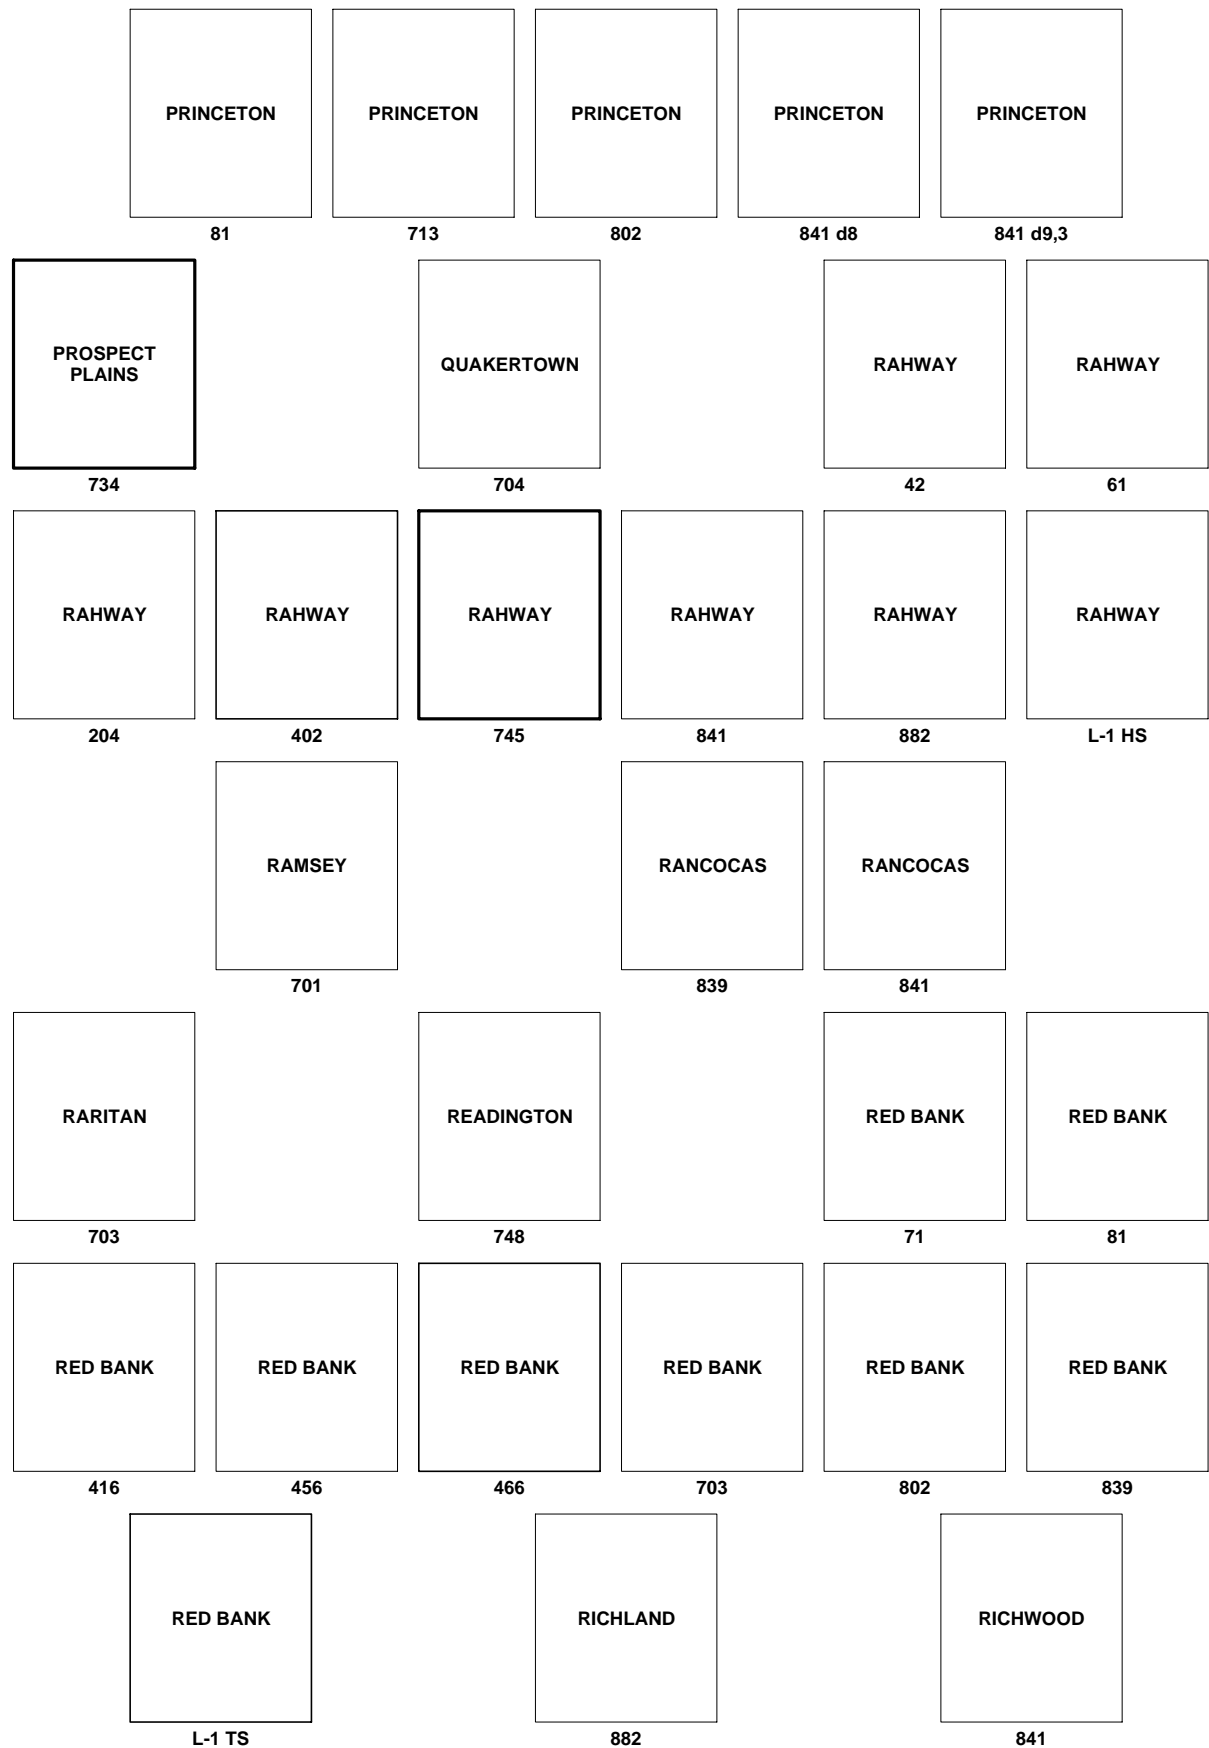 PRINCETON PRINCETON PRINCETON PRINCETON PRINCETON
81 713 802 841 d8 841 d9,3
PROSPECT
PLAINS
QUAKERTOWN RAHWAY RAHWAY
734 704 42 61
RAHWAY RAHWAY RAHWAY RAHWAY RAHWAY RAHWAY
204 402 745 841 882 L-1 HS
RAMSEY RANCOCAS RANCOCAS
701 839 841
RARITAN READINGTON RED BANK RED BANK
703 748 71 81
RED BANK RED BANK RED BANK RED BANK RED BANK RED BANK
416 456 466 703 802 839
RED BANK RICHLAND RICHWOOD
L-1 TS 882 841